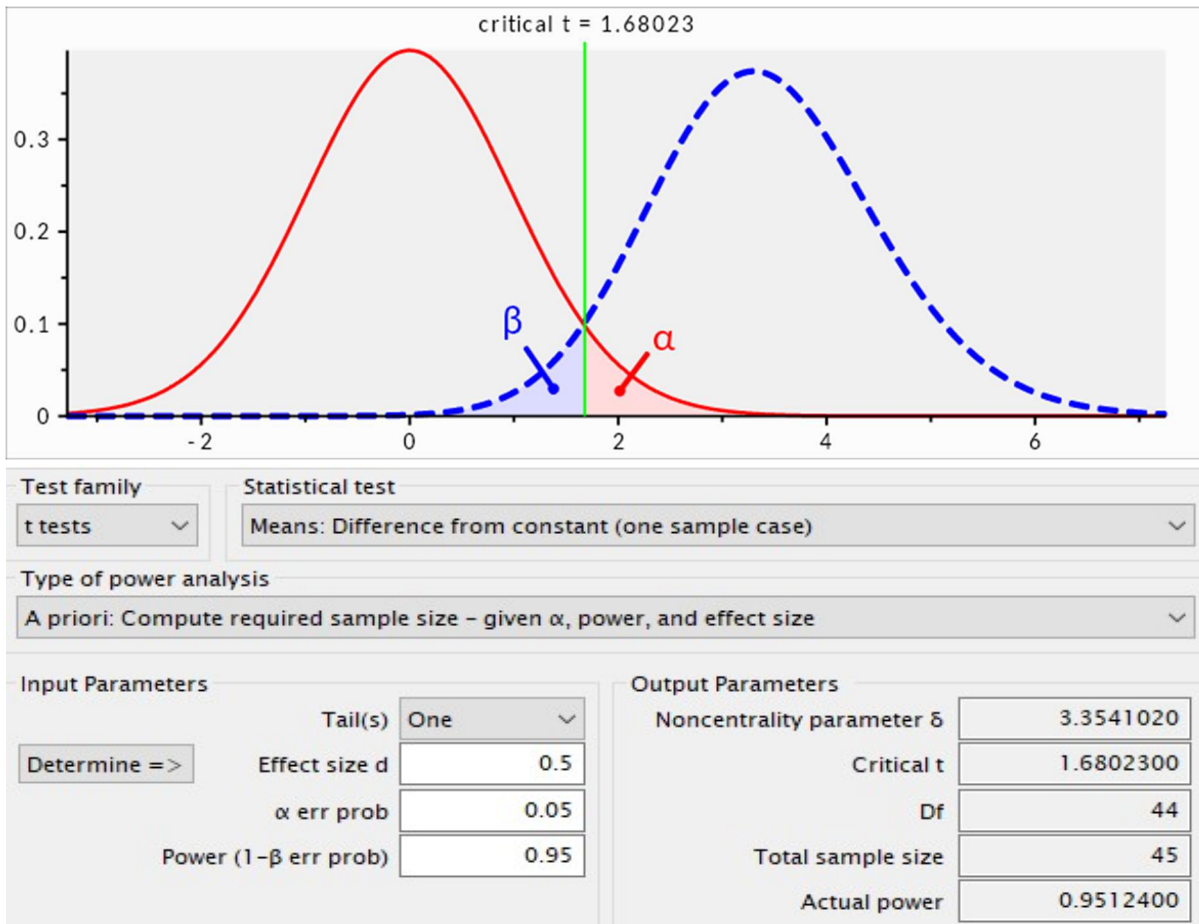 critical t = 1.68023
0.3
0.2
0.1
0
β
α
-2 0 2 4 6
Test family Statistical test
t tests Means: Difference from constant (one sample case)
Type of power analysis
A priori: Compute required sample size – given α, power, and effect size
Input Parameters Output Parameters
Tail(s) One Noncentrality parameter δ 3.3541020
Determine => Effect size d 0.5 Critical t 1.6802300
α err prob 0.05 Df 44
Power (1-β err prob) 0.95 Total sample size 45
Actual power 0.9512400